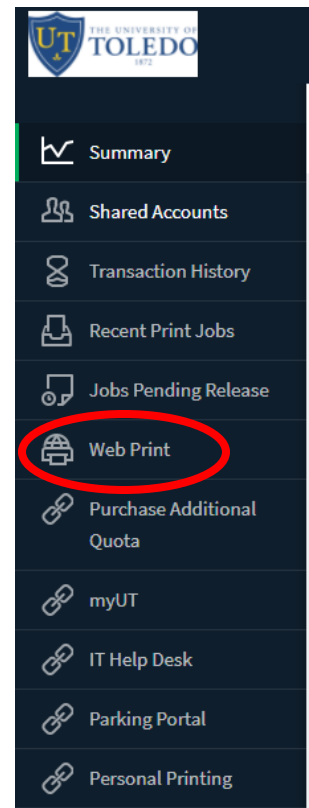 UT
THE UNIVERSITY OF
TOLEDO
1872
Summary
Shared Accounts
Transaction History
Recent Print Jobs
Jobs Pending Release
Web Print
Purchase Additional
Quota
myUT
IT Help Desk
Parking Portal
Personal Printing